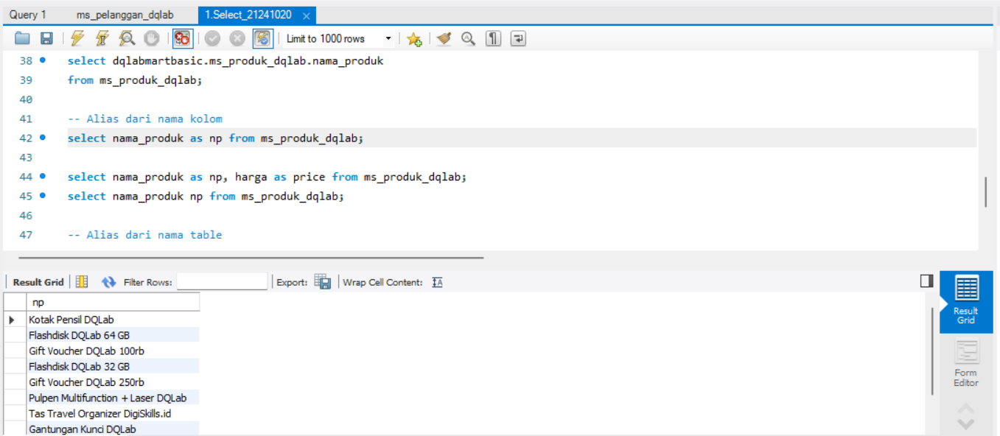 Query 1 ms_pelanggan_dqlab 1.Select_21241020
Limit to 1000 rows
38 select dqlabmartbasic.ms_produk_dqlab.nama_produk
39 from ms_produk_dqlab;
40
41 -- Alias dari nama kolom
42 select nama_produk as np from ms_produk_dqlab;
43
44 select nama_produk as np, harga as price from ms_produk_dqlab;
45 select nama_produk np from ms_produk_dqlab;
46
47 -- Alias dari nama table
Result Grid Filter Rows: Export: Wrap Cell Content:
np
Kotak Pensil DQLab
Flashdisk DQLab 64 GB
Gift Voucher DQLab 100rb
Flashdisk DQLab 32 GB
Gift Voucher DQLab 250rb
Pulpen Multifunction + Laser DQLab
Tas Travel Organizer DigiSkills.id
Gantungan Kunci DQLab
Result
Grid
Form
Editor